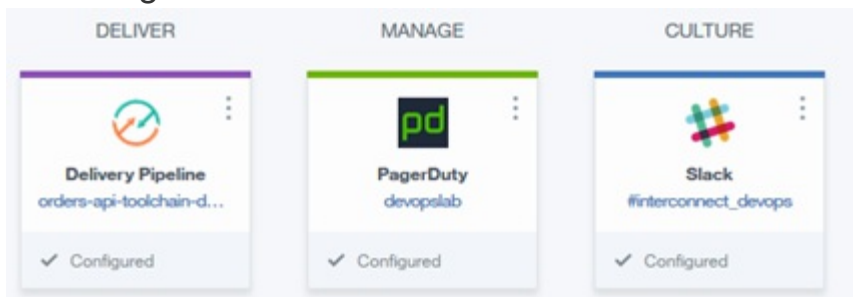 DELIVER
MANAGE
CULTURE
pd
Delivery Pipeline
orders-api-toolchain-d...
PagerDuty
devopslab
Slack
#interconnect_devops
Configured
Configured
Configured